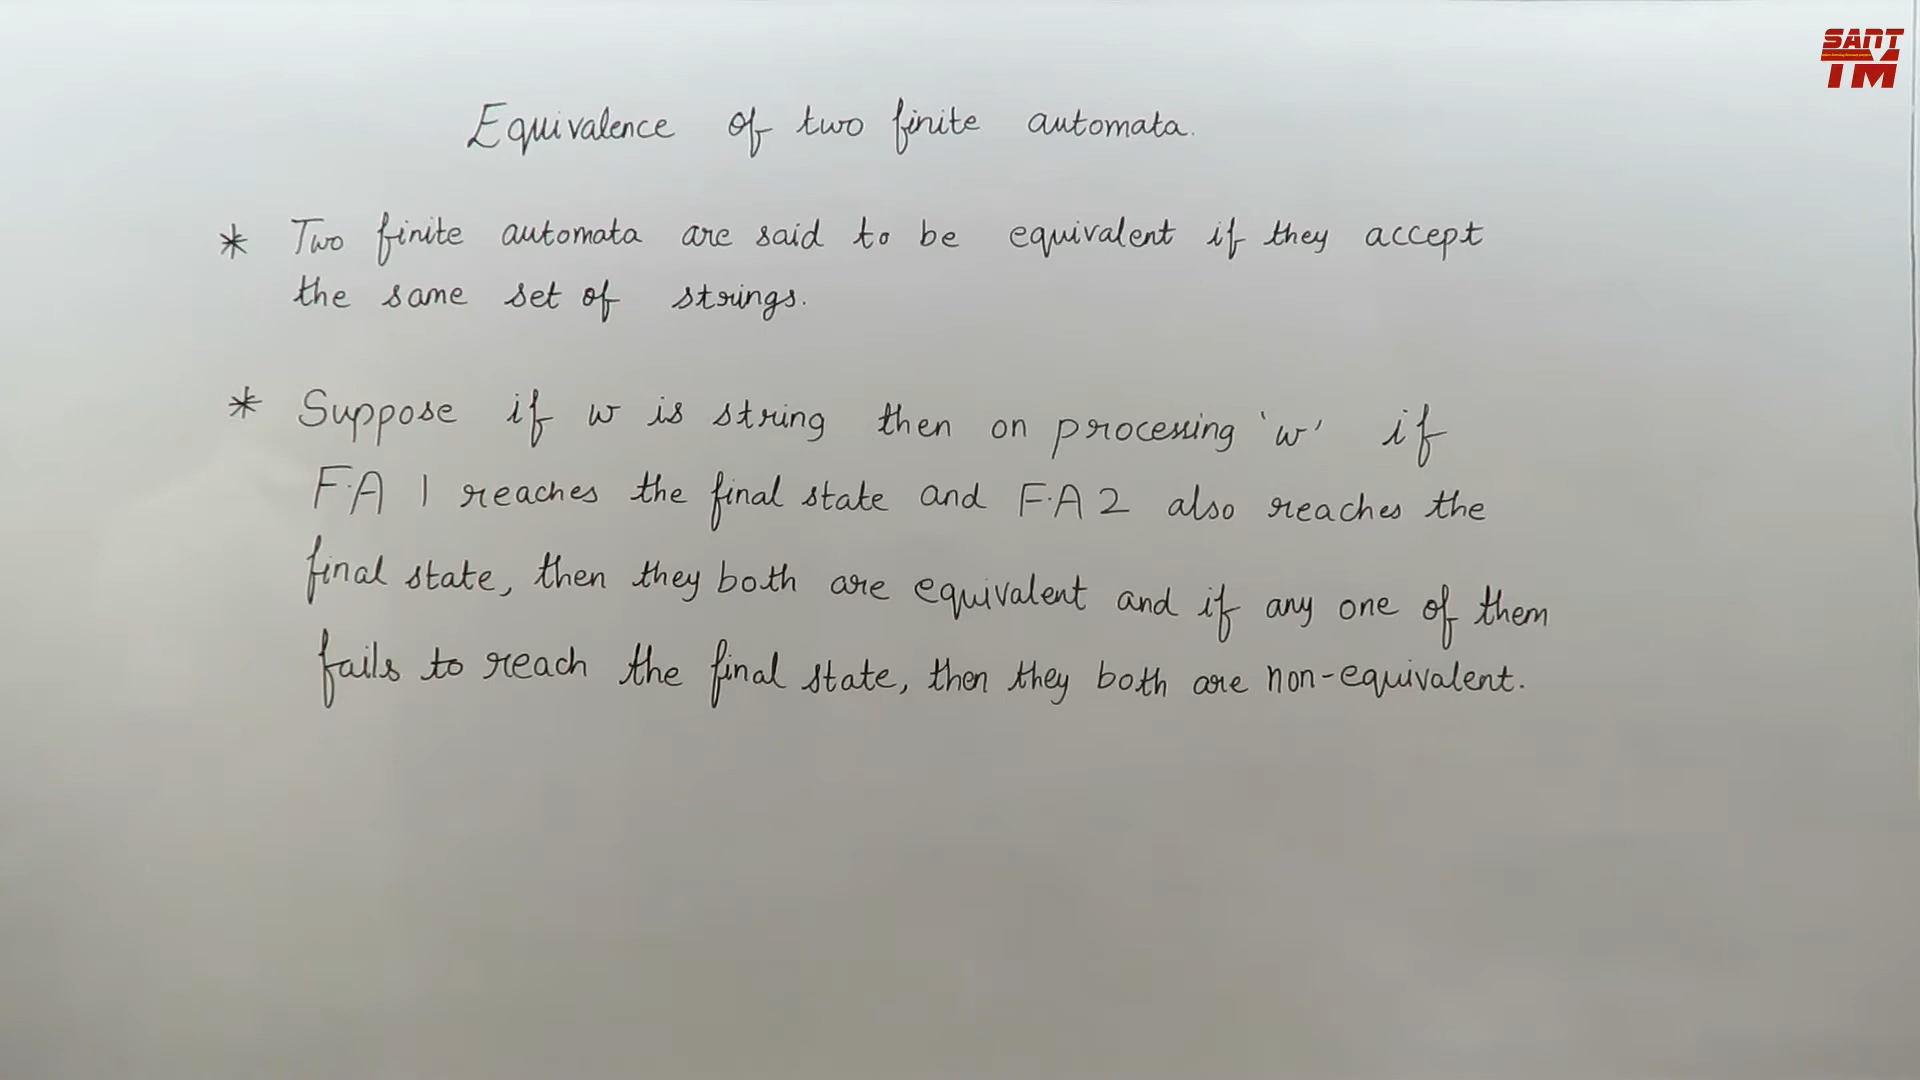 SANT
TM
Equivalence of two finite automata.
* Two finite automata are said to be equivalent if they accept
the same set of strings.
* Suppose if w is string then on processing 'w' if
F.A 1 reaches the final state and F.A 2 also reaches the
final state, then they both are equivalent and if any one of them
fails to reach the final state, then they both are non-equivalent.